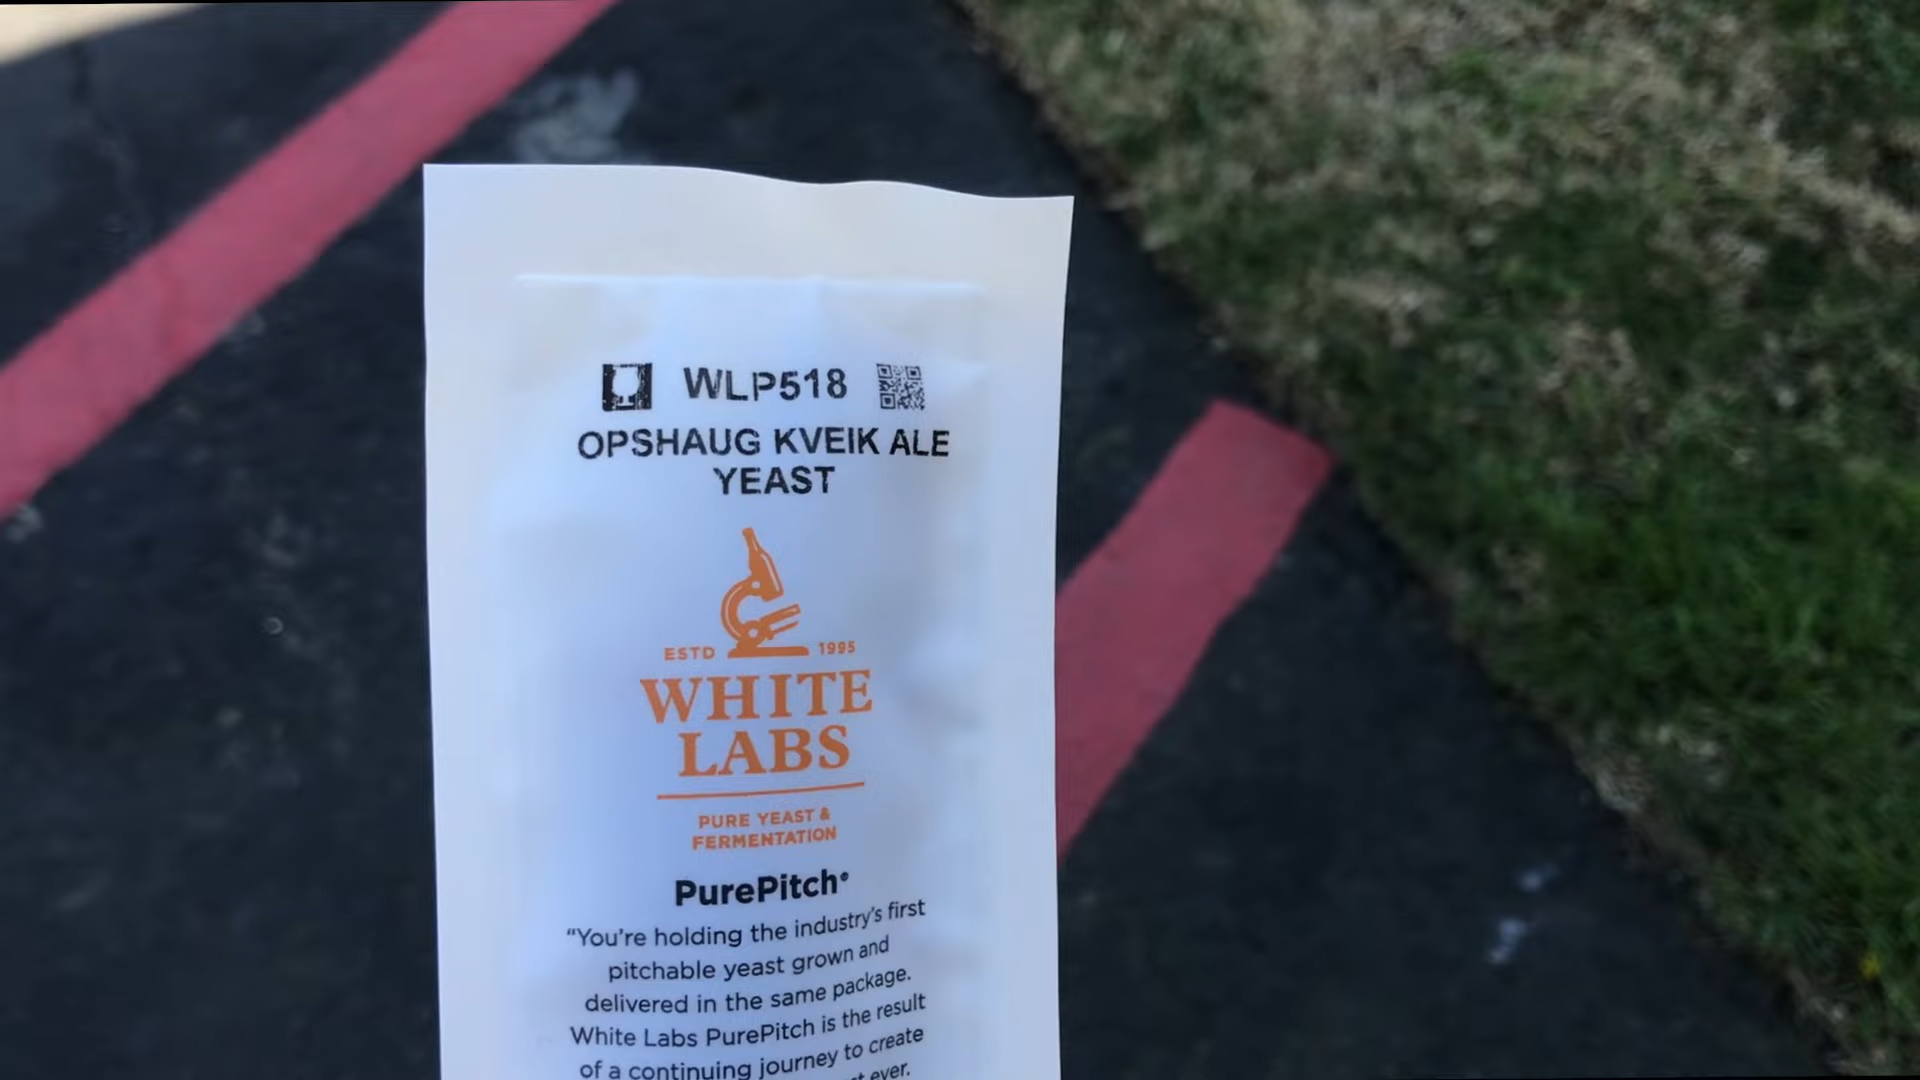 WLP518
OPSHAUG KVEIK ALE
YEAST
ESTD 1995
WHITE
LABS
PURE YEAST &
FERMENTATION
PurePitch®
“You’re holding the industry’s first
pitchable yeast grown and
delivered in the same package.
White Labs PurePitch is the result
of a continuing journey to create
ever.